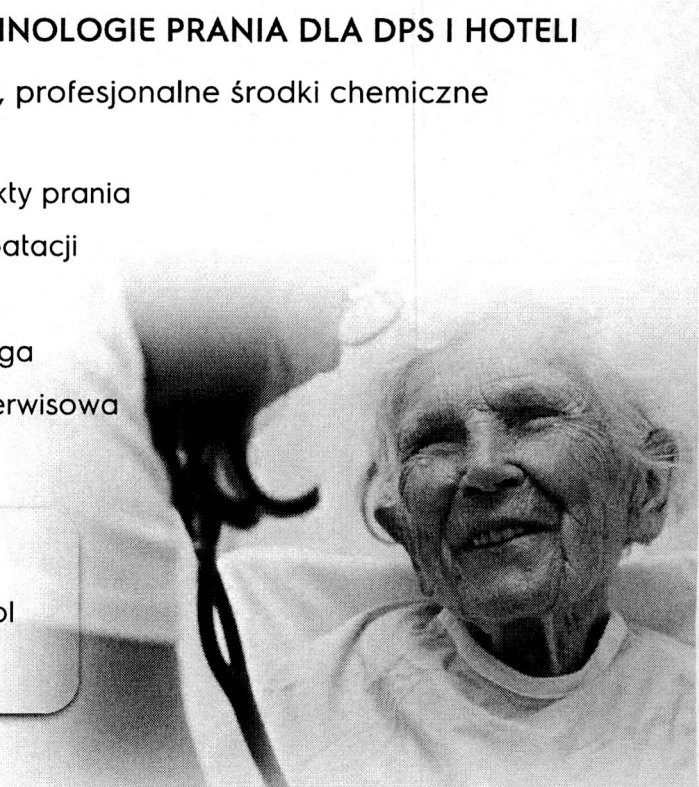 INOLOGIE PRANIA DLA DPS I HOTELI
, profesjonalne środki chemiczne
kty prania
atacji
ga
erwisowa
ol